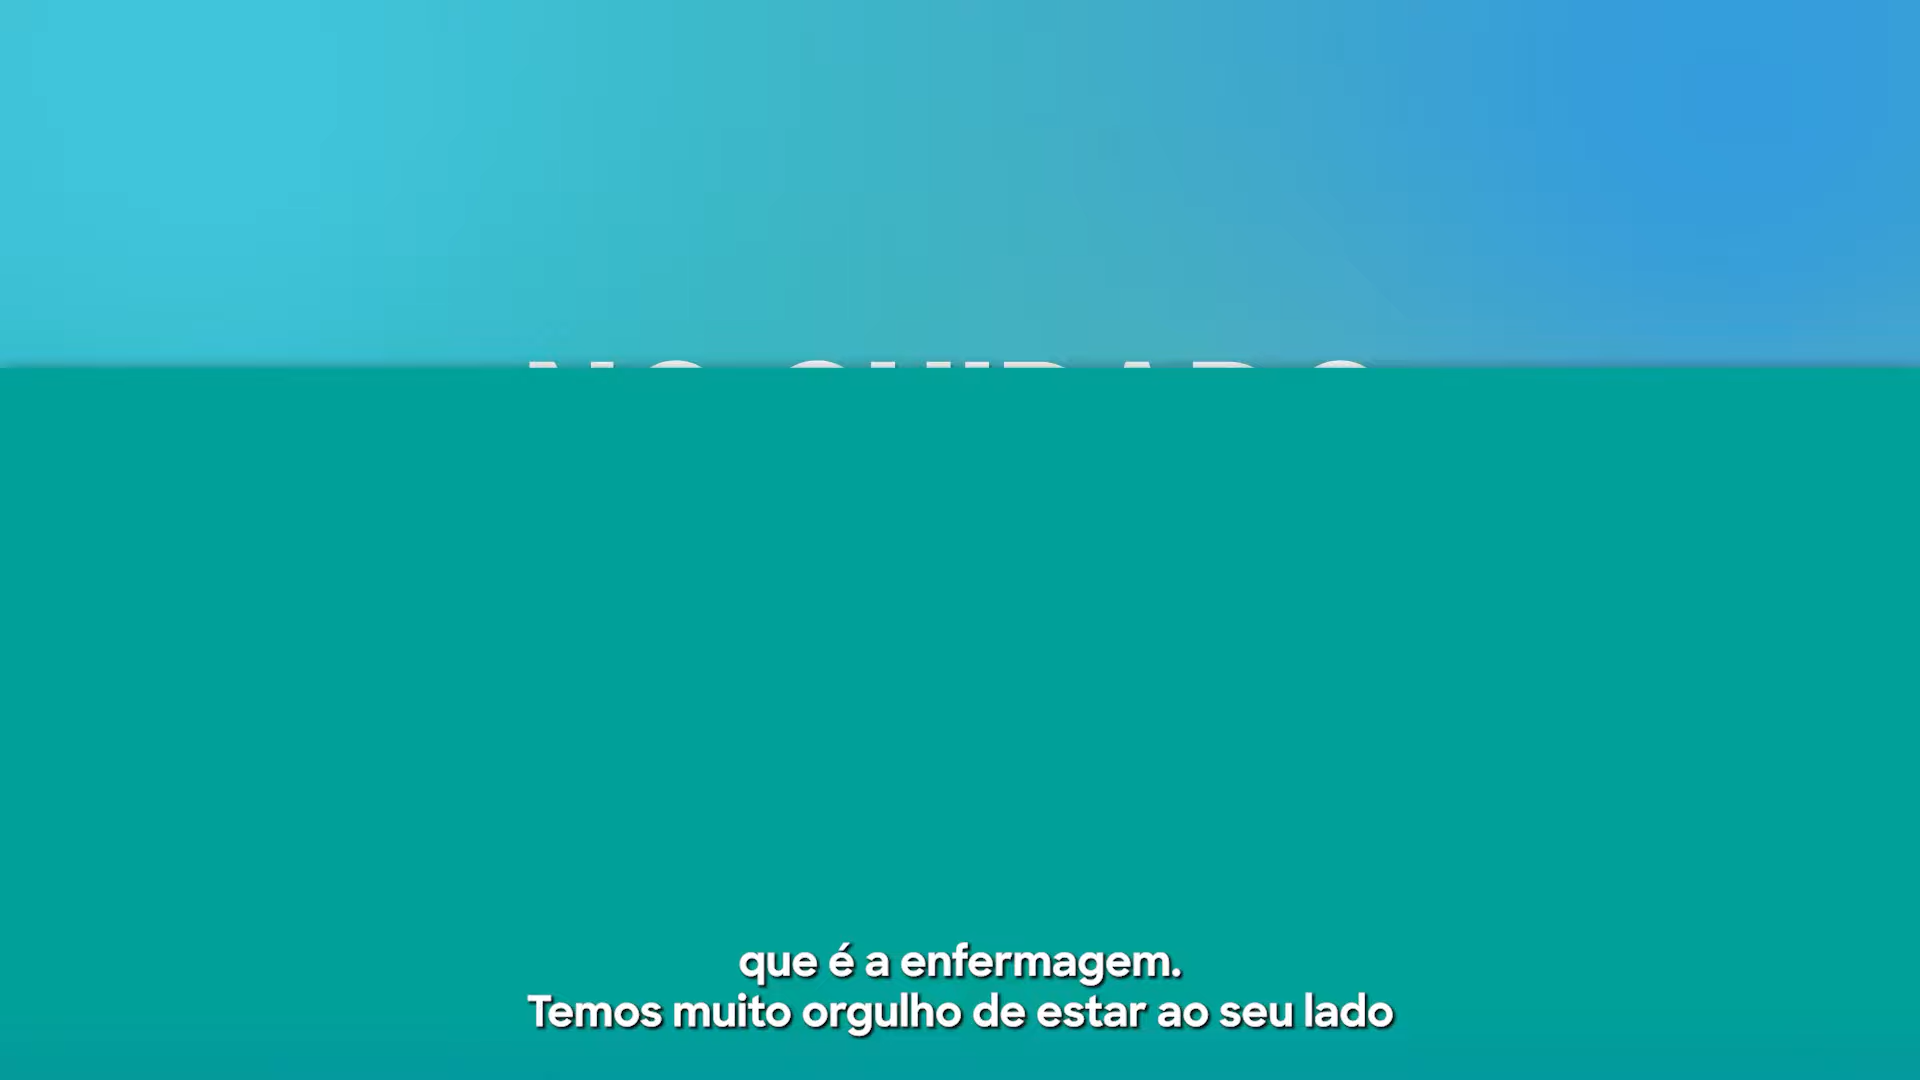 que é a enfermagem.
Temos muito orgulho de estar ao seu lado